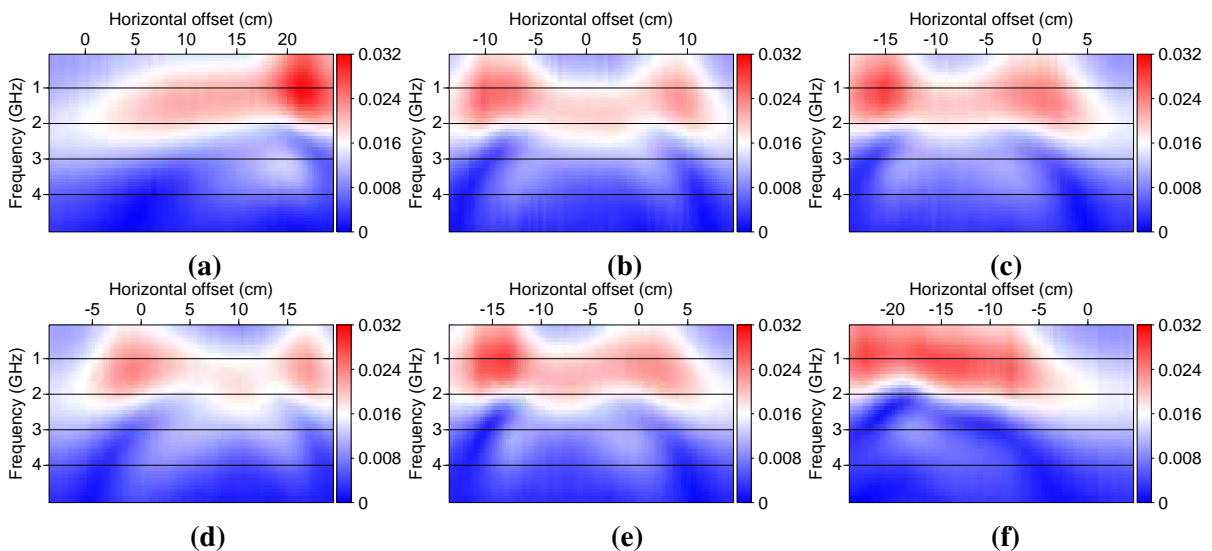 Horizontal offset (cm) Horizontal offset (cm) Horizontal offset (cm)
0 5 10 15 20 -10 -5 0 5 10 -15 -10 -5 0 5
Frequency (GHz) 1 2 3 4 0.032 0.024 0.016 0.008 0
Frequency (GHz) 1 2 3 4 0.032 0.024 0.016 0.008 0
Frequency (GHz) 1 2 3 4 0.032 0.024 0.016 0.008 0
(a) (b) (c)
Horizontal offset (cm) Horizontal offset (cm) Horizontal offset (cm)
-5 0 5 10 15 -15 -10 -5 0 5 -20 -15 -10 -5 0
Frequency (GHz) 1 2 3 4 0.032 0.024 0.016 0.008 0
Frequency (GHz) 1 2 3 4 0.032 0.024 0.016 0.008 0
Frequency (GHz) 1 2 3 4 0.032 0.024 0.016 0.008 0
(d) (e) (f)